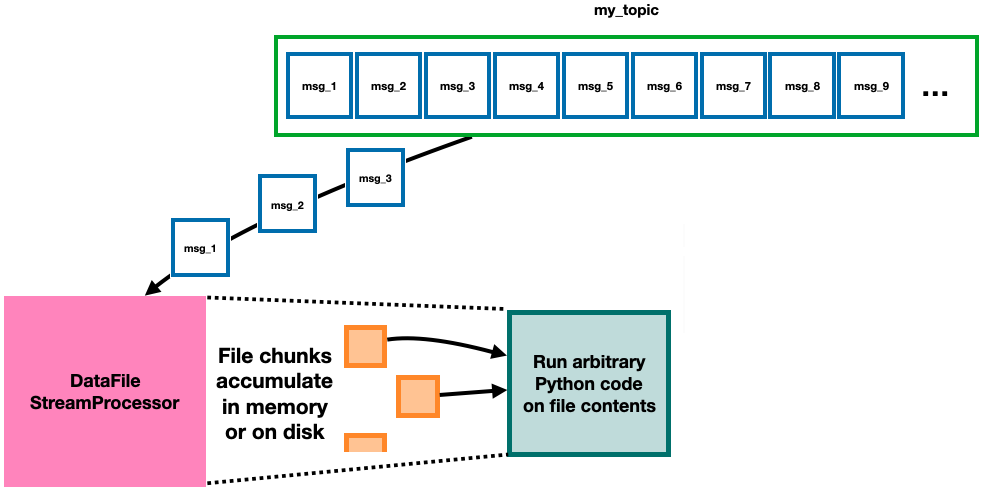 my_topic
msg_1
msg_2
msg_3
msg_4
msg_5
msg_6
msg_7
msg_8
msg_9
...
msg_3
msg_2
msg_1
DataFile
StreamProcessor
File chunks
accumulate
in memory
or on disk
Run arbitrary
Python code
on file contents